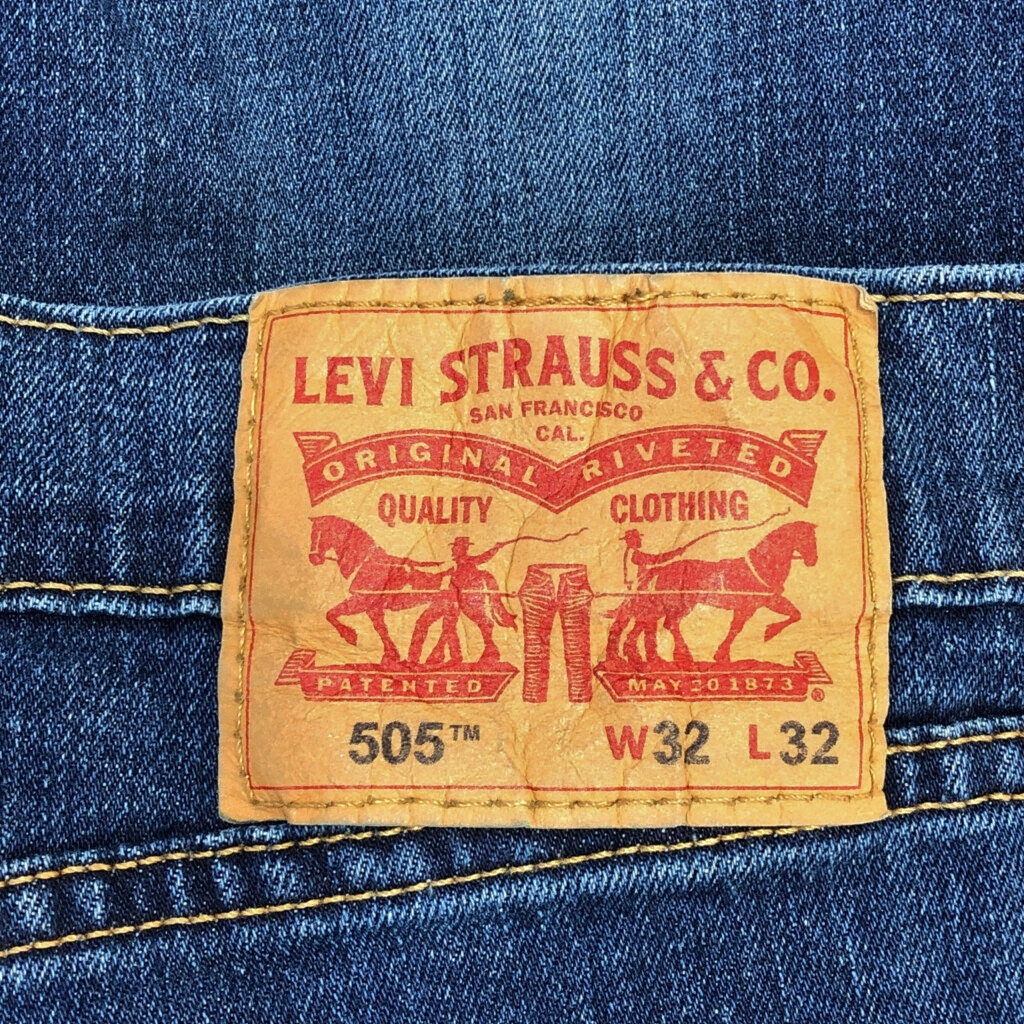 LEVI STRAUSS & CO.
SAN FRANCISCO
CAL.
ORIGINAL RIVETED
QUALITY CLOTHING
PATENTED MAY 20 1873 ®
505™ W32 L32